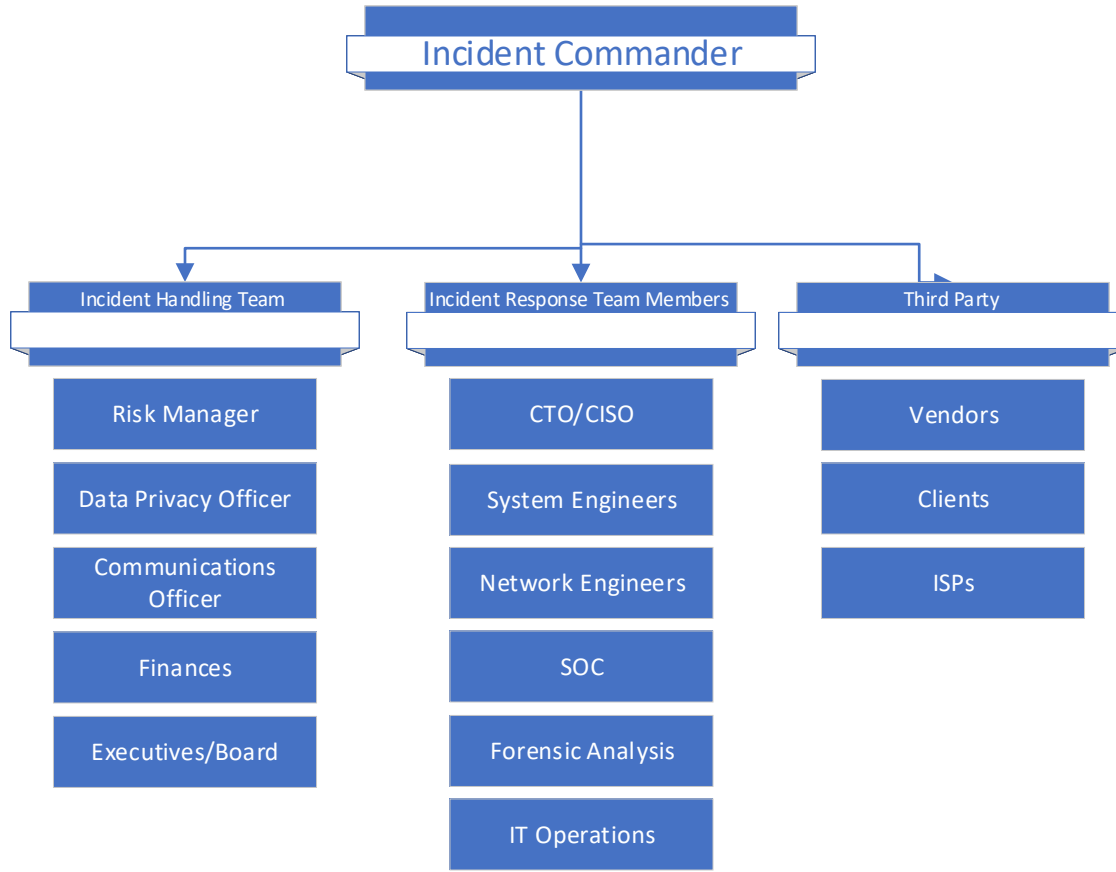 Incident Commander
Incident Handling Team
Risk Manager
Data Privacy Officer
Communications
Officer
Finances
Executives/Board
Incident Response Team Members
CTO/CISO
System Engineers
Network Engineers
SOC
Forensic Analysis
IT Operations
Third Party
Vendors
Clients
ISPs